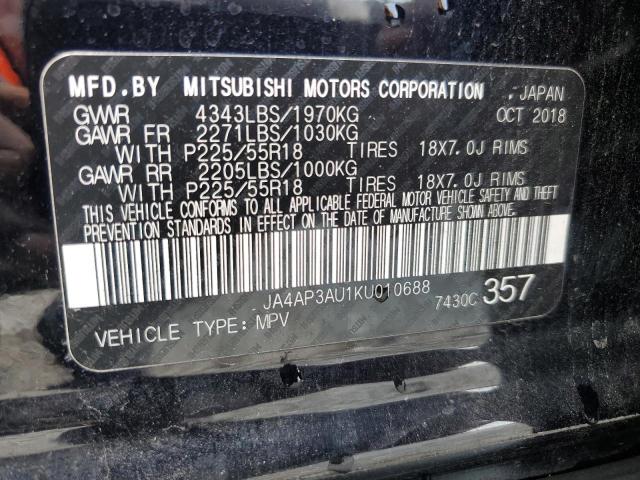 MFD.BY MITSUBISHI MOTORS CORPORATION JAPAN
GVWR 4343LBS/1970KG OCT 2018
GAWR FR 2271LBS/1030KG
WITH P225/55R18 TIRES 18X7.0J RIMS
GAWR RR 2205LBS/1000KG
WITH P225/55R18 TIRES 18X7.0J RIMS
THIS VEHICLE CONFORMS TO ALL APPLICABLE FEDERAL MOTOR VEHICLE SAFETY AND THEFT
PREVENTION STANDARDS IN EFFECT ON THE DATE OF MANUFACTURE SHOWN ABOVE.
JA4AP3AU1KU010688 7430C 357
VEHICLE TYPE: MPV